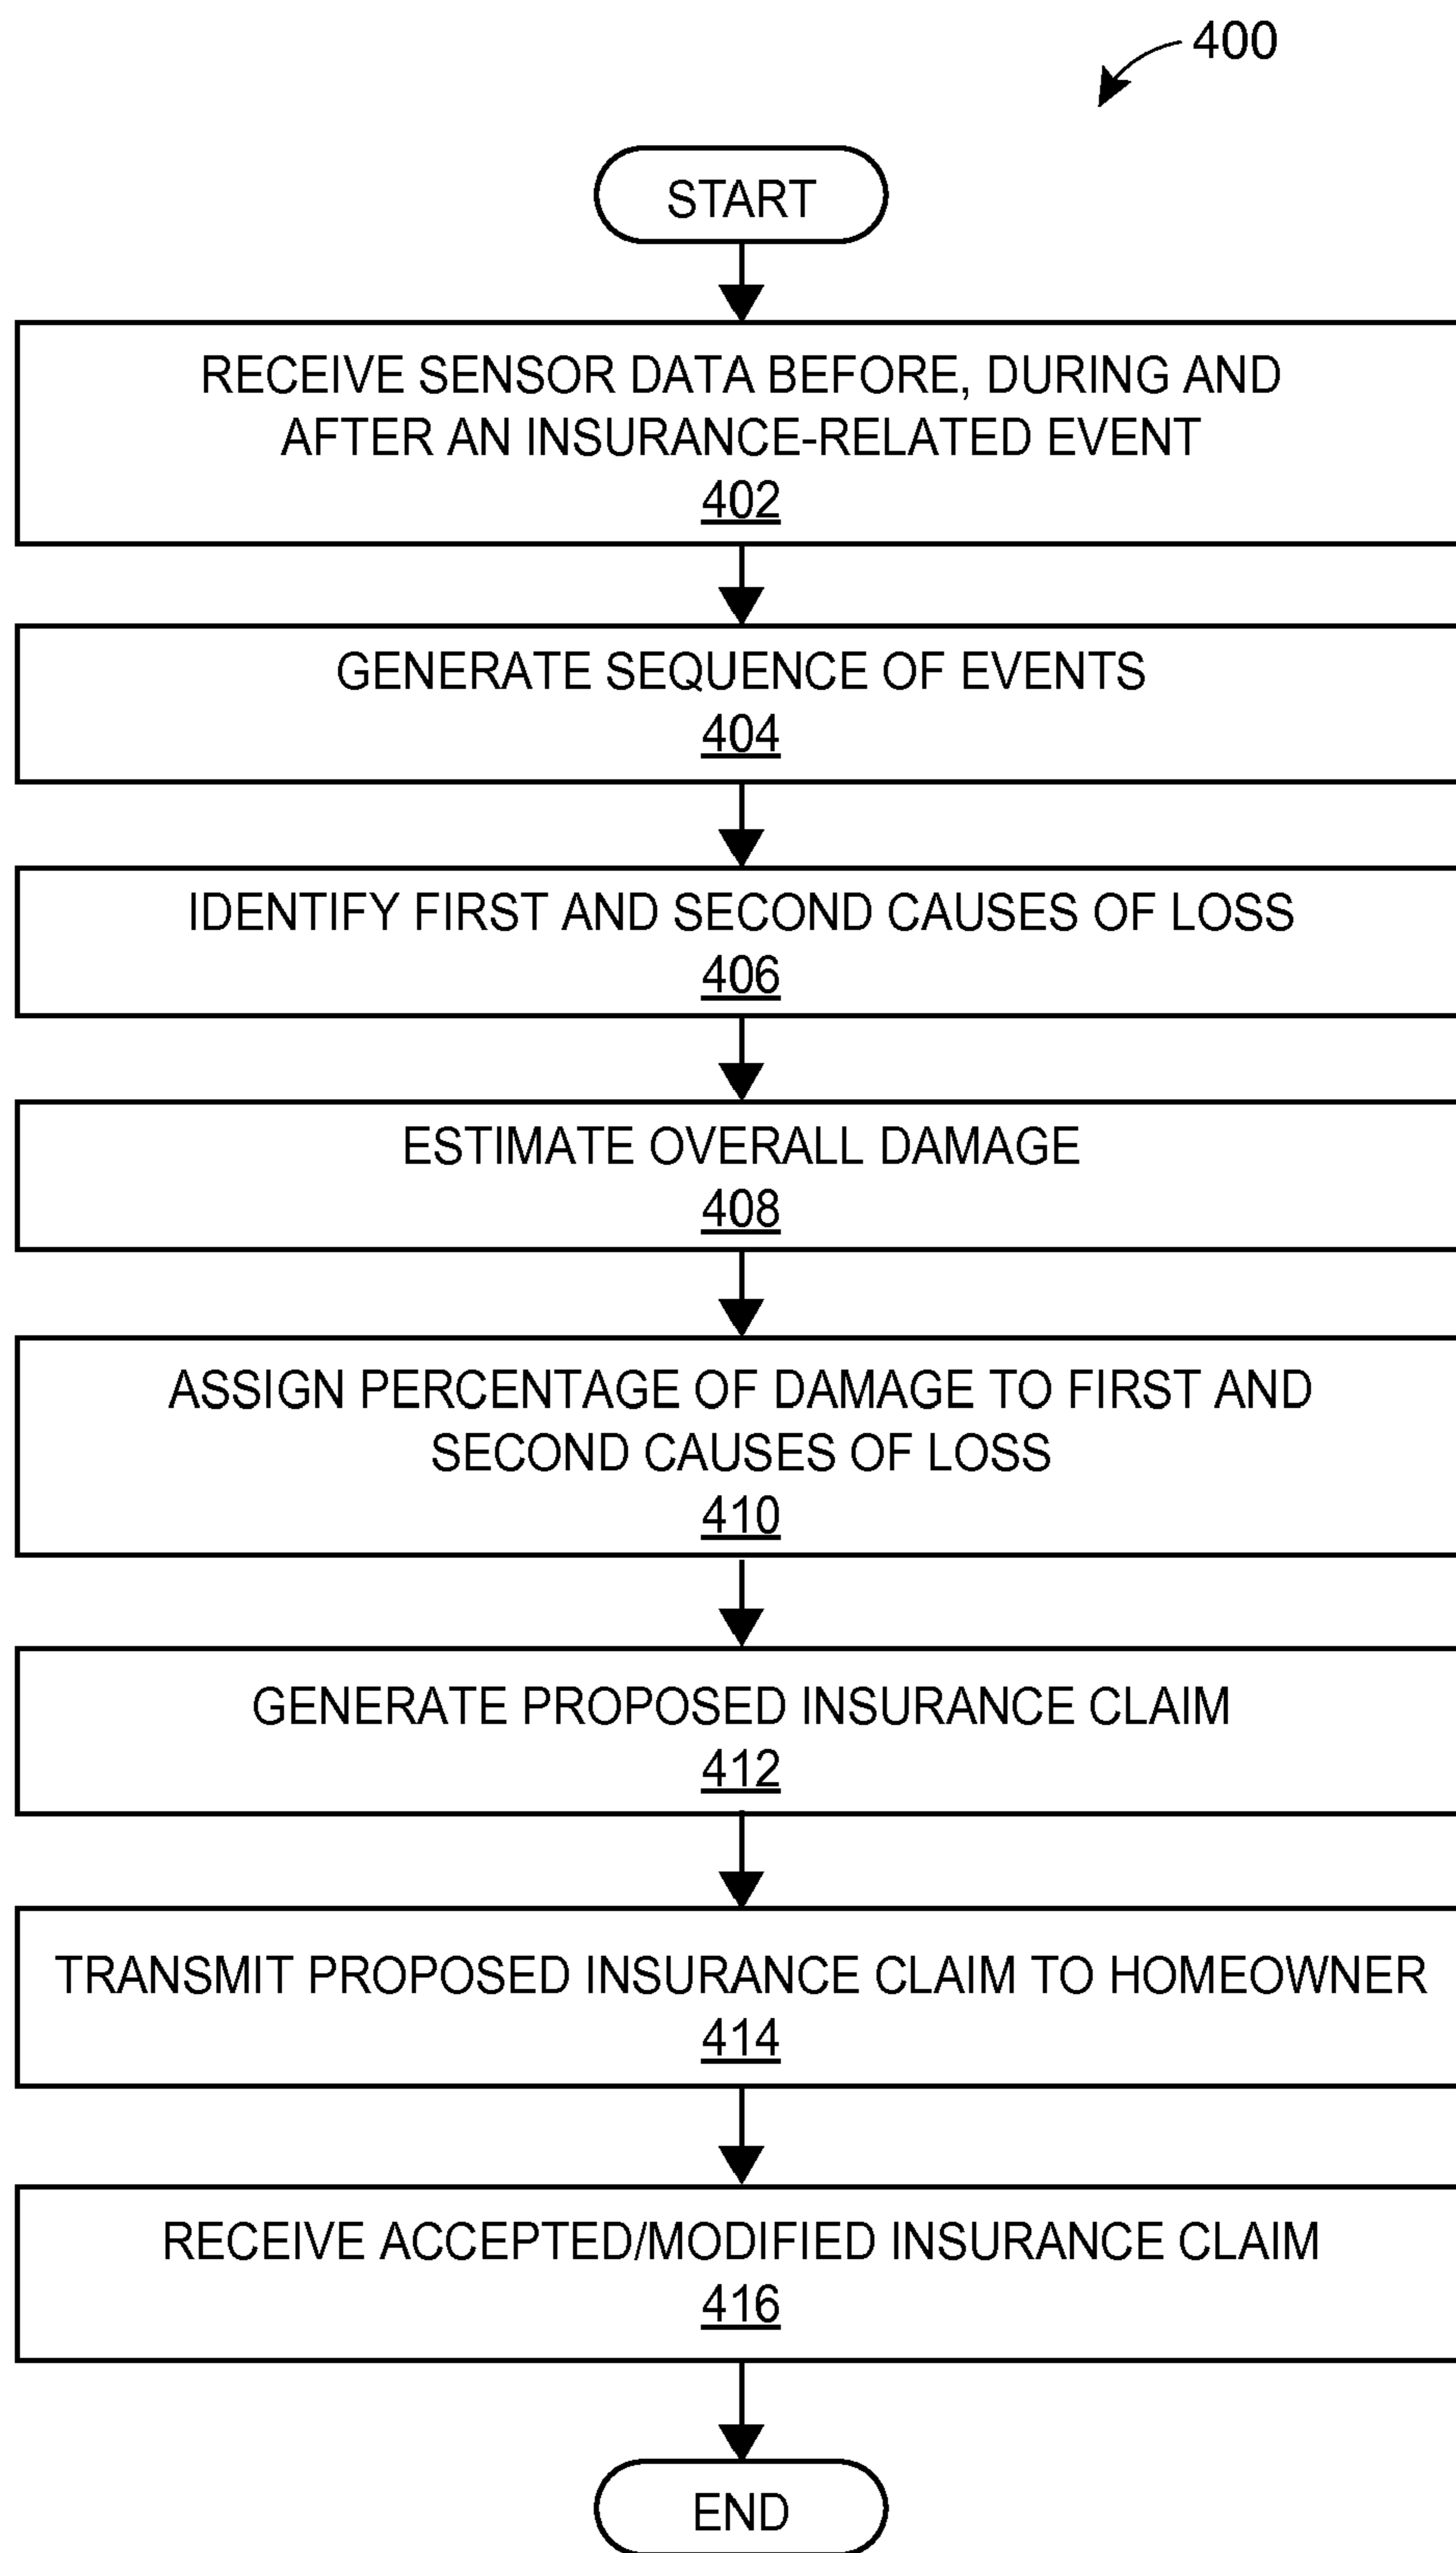 400
START
RECEIVE SENSOR DATA BEFORE, DURING AND
AFTER AN INSURANCE-RELATED EVENT
402
GENERATE SEQUENCE OF EVENTS
404
IDENTIFY FIRST AND SECOND CAUSES OF LOSS
406
ESTIMATE OVERALL DAMAGE
408
ASSIGN PERCENTAGE OF DAMAGE TO FIRST AND
SECOND CAUSES OF LOSS
410
GENERATE PROPOSED INSURANCE CLAIM
412
TRANSMIT PROPOSED INSURANCE CLAIM TO HOMEOWNER
414
RECEIVE ACCEPTED/MODIFIED INSURANCE CLAIM
416
END